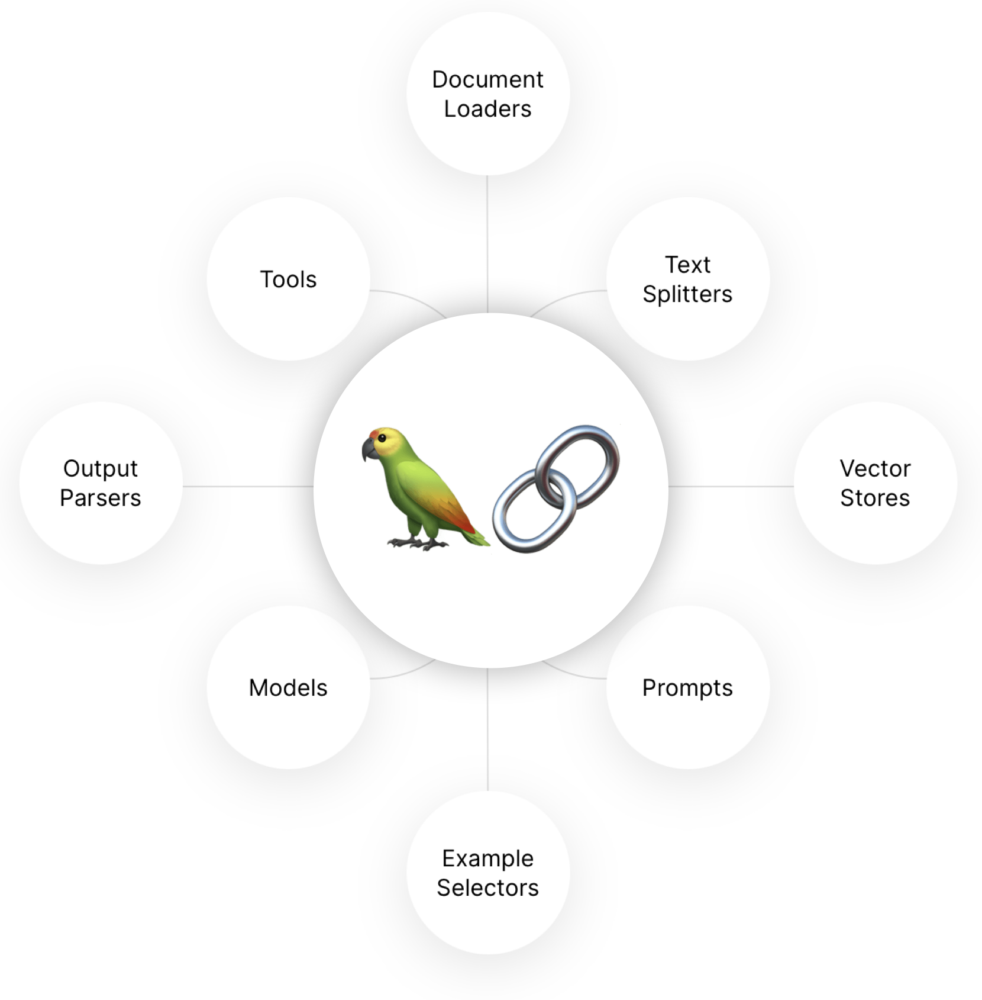 Document
Loaders
Tools
Text
Splitters
Output
Parsers
Vector
Stores
Models
Prompts
Example
Selectors